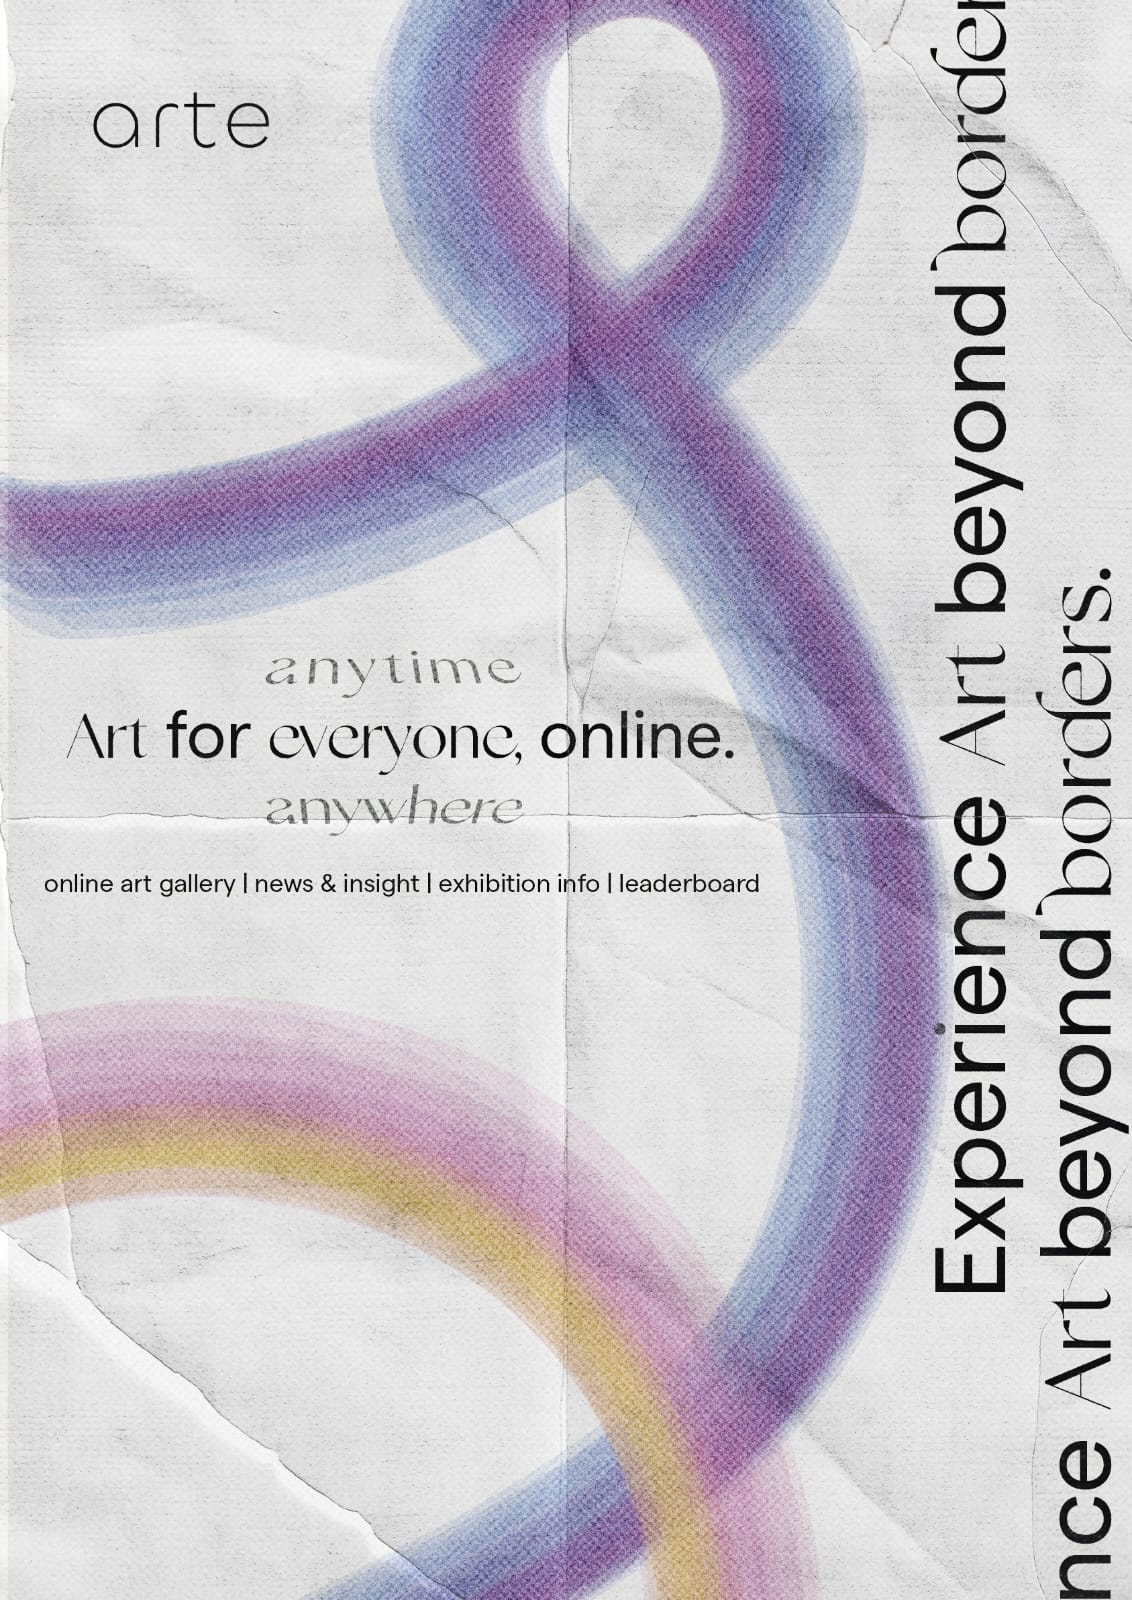 arte
anytime
Art for everyone, online.
anywhere
online art gallery | news & insight | exhibition info | leaderboard
Experience Art beyond border
nce Art beyond borders.